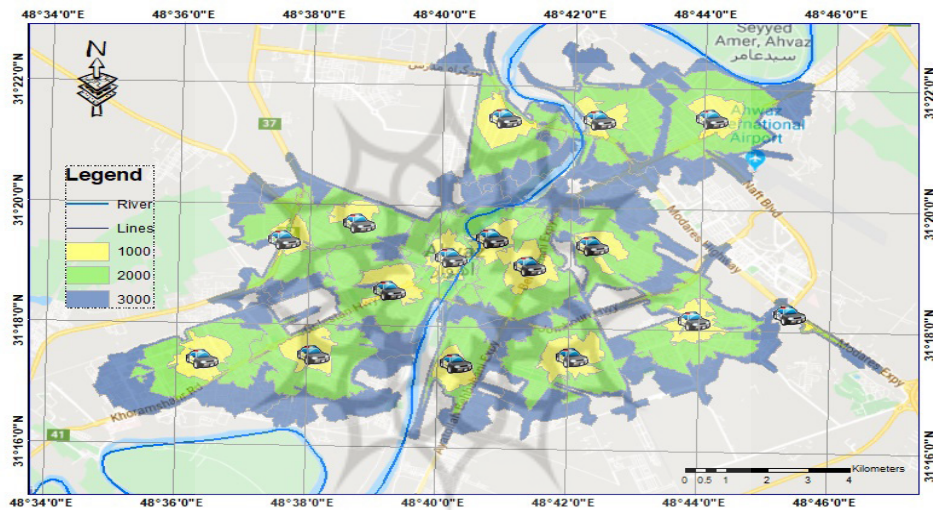 48°34'0"E 48°36'0"E 48°38'0"E 48°40'0"E 48°42'0"E 48°44'0"E 48°46'0"E
31°22'0"N
31°20'0"N
31°18'0"N
31°16'0"N
N
37
Seyyed
Amer, Ahvaz
سیدعامر
International
Airport
Naft Blvd
Modares Highway
Legend
River
Lines
1000
2000
3000
Khoramshahr Rd
Modares Expy
41
Kilometers
0 0.5 1 2 3 4
31°22'0"N
31°20'0"N
31°18'0"N
31°16'0"N
48°34'0"E 48°36'0"E 48°38'0"E 48°40'0"E 48°42'0"E 48°44'0"E 48°46'0"E